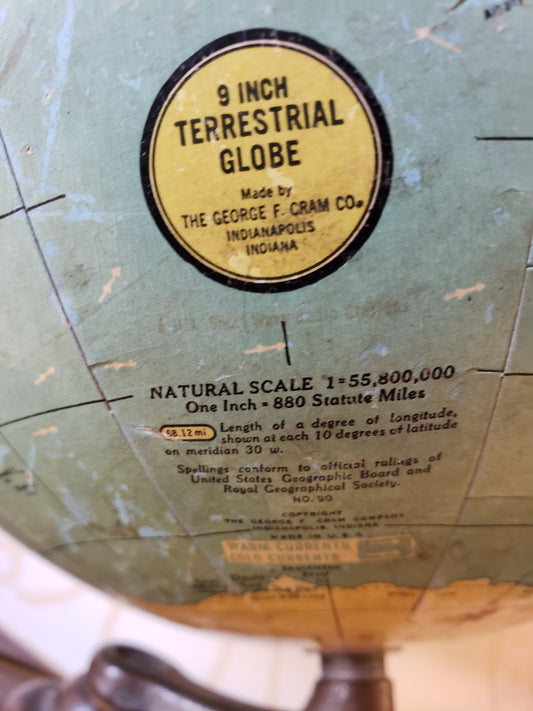 9 INCH
TERRESTRIAL
GLOBE
Made by
THE GEORGE F. CRAM CO.
INDIANAPOLIS
INDIANA
NATURAL SCALE 1=55,800,000
One Inch = 880 Statute Miles
68.12 mi Length of a degree of longitude,
shown at each 10 degrees of latitude
on meridian 30 w.
Spellings conform to official rulings of
United States Geographic Board and
Royal Geographical Society.
NO. 90
COPYRIGHT
THE GEORGE F. CRAM COMPANY
INDIANAPOLIS, INDIANA
MADE IN U.S.A.
WARM CURRENTS
COLD CURRENTS